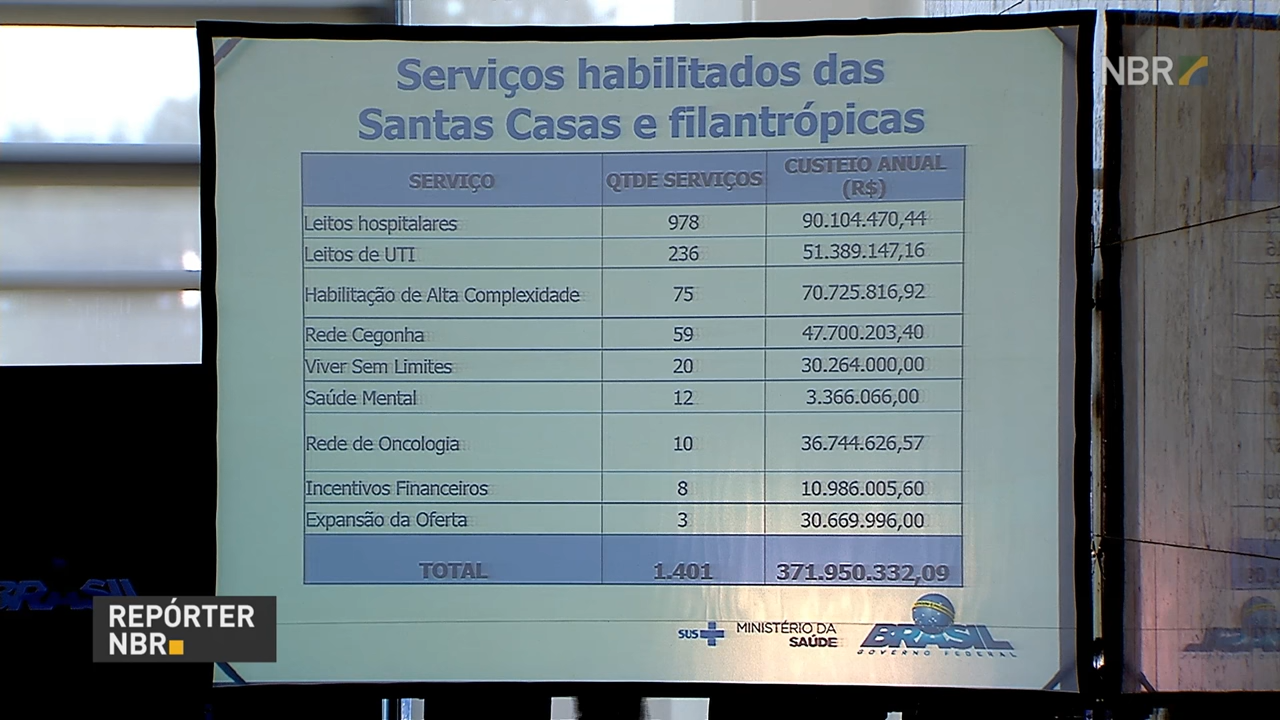 Serviços habilitados das
Santas Casas e filantrópicas
SERVIÇO QTDE SERVIÇOS CUSTEIO ANUAL (R$)
Leitos hospitalares 978 90.104.470,44
Leitos de UTI 236 51.389.147,16
Habilitação de Alta Complexidade 75 70.725.816,92
Rede Cegonha 59 47.700.203,40
Viver Sem Limites 20 30.264.000,00
Saúde Mental 12 3.366.066,00
Rede de Oncologia 10 36.744.626,57
Incentivos Financeiros 8 10.986.005,60
Expansão da Oferta 3 30.669.996,00
TOTAL 1.401 371.950.332,09
SUS
MINISTÉRIO DA
SAÚDE
BRASIL
GOVERNO FEDERAL
NBR
BRASIL
REPÓRTER
NBR